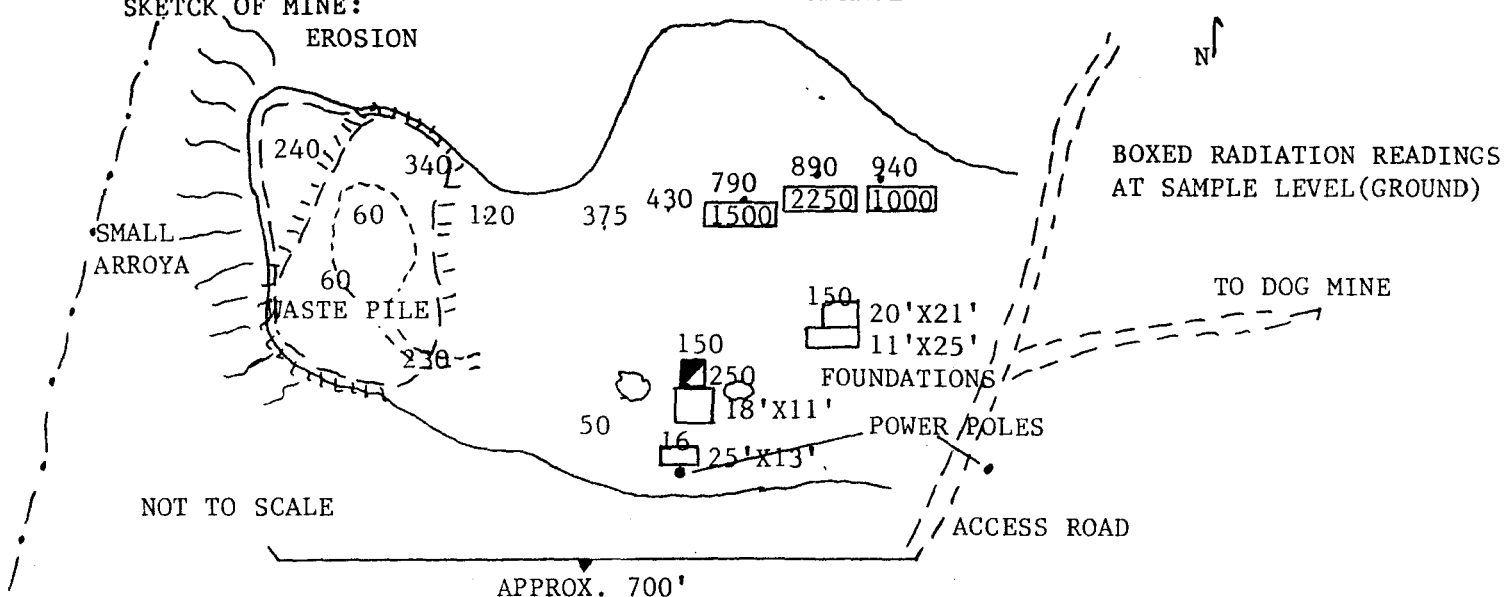 SKETCK OF MINE:
EROSION
N
BOXED RADIATION READINGS
AT SAMPLE LEVEL(GROUND)
240
340
790
890
940
60
120
375
430
1500
2250
1000
SMALL
ARROYA
60
WASTE PILE
TO DOG MINE
150
20'X21'
11'X25'
150
230
250
FOUNDATIONS
18'X11'
50
POWER POLES
16
25'X13'
NOT TO SCALE
ACCESS ROAD
APPROX. 700'